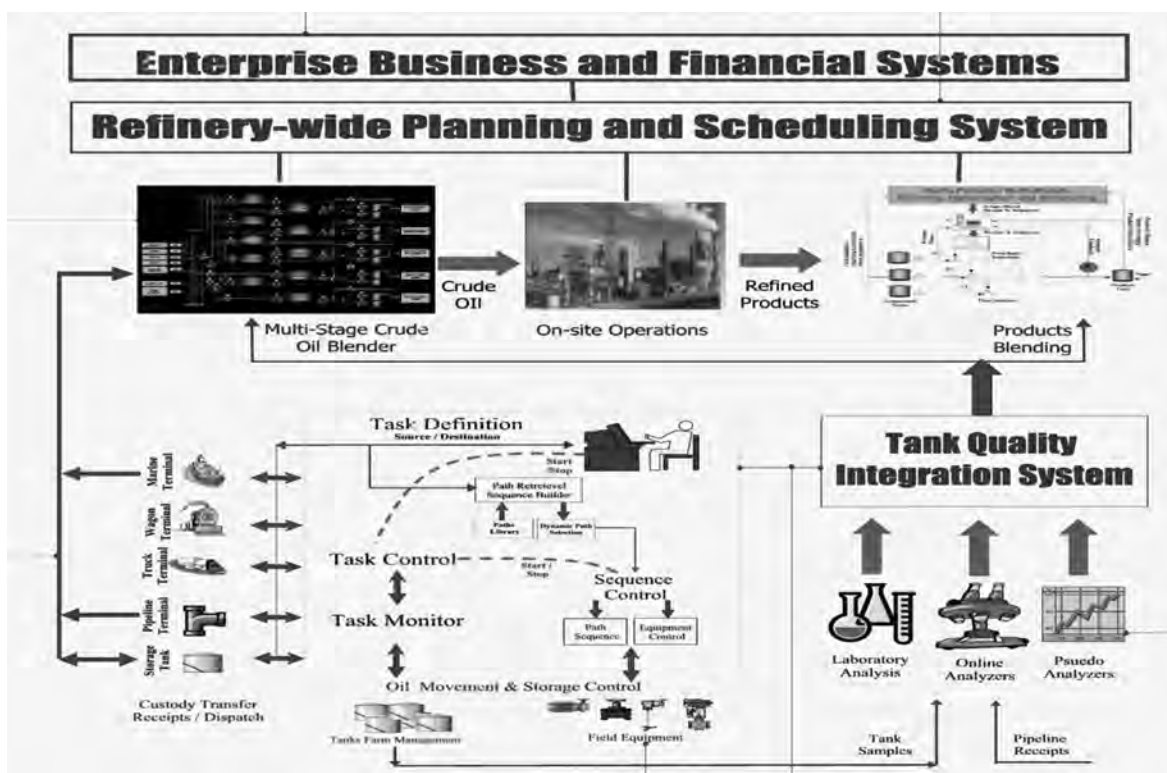 Enterprise Business and Financial Systems
Refinery-wide Planning and Scheduling System
Crude
OIl
Refined
Products
Multi-Stage Crude
Oil Blender
On-site Operations
Products
Blending
Task Definition
Source / Destination
Start
Stop
Path Retrievel
Sequence Builder
Paths
Library
Dynamic Path
Selection
Task Control
Start /
Stop
Sequence
Control
Task Monitor
Path
Sequence
Equipment
Control
Oil Movement & Storage Control
Tanks Farm Management
Field Equipment
Marine
Terminal
Wagon
Terminal
Truck
Terminal
Pipeline
Terminal
Storage
Tank
Custody Transfer
Receipts / Dispatch
Tank Quality
Integration System
Laboratory
Analysis
Online
Analyzers
Psuedo
Analyzers
Tank
Samples
Pipeline
Receipts